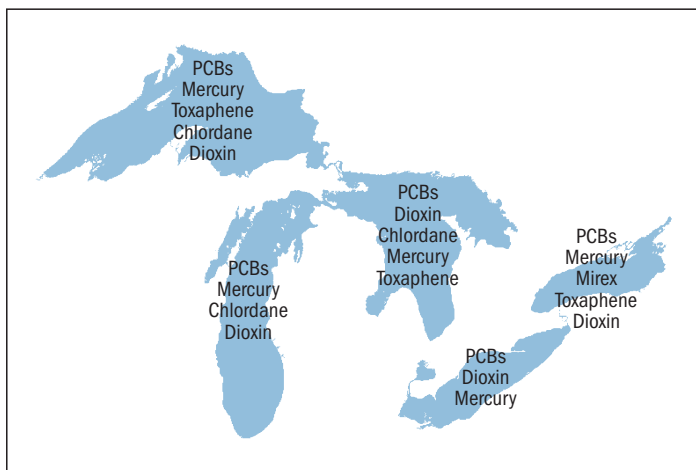 PCBs
Mercury
Toxaphene
Chlordane
Dioxin
PCBs
Mercury
Chlordane
Dioxin
PCBs
Dioxin
Chlordane
Mercury
Toxaphene
PCBs
Dioxin
Mercury
PCBs
Mercury
Mirex
Toxaphene
Dioxin